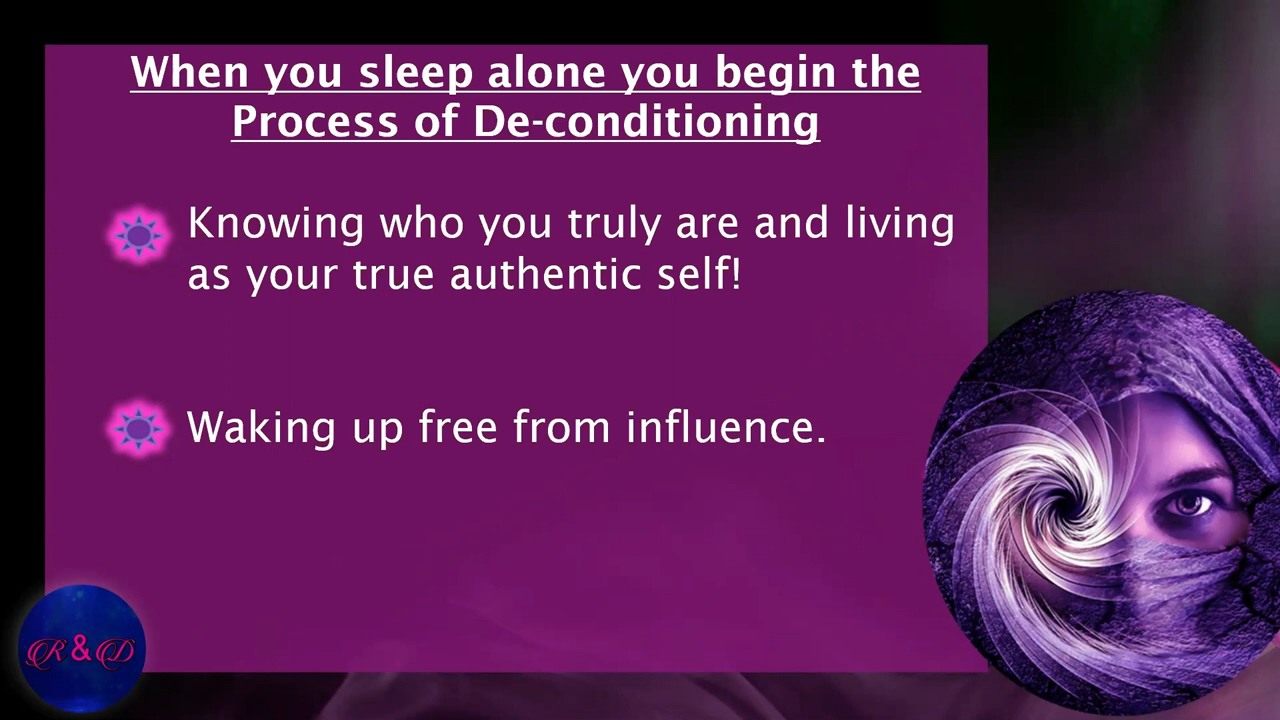 When you sleep alone you begin the
Process of De-conditioning
Knowing who you truly are and living
as your true authentic self!
Waking up free from influence.
R & D